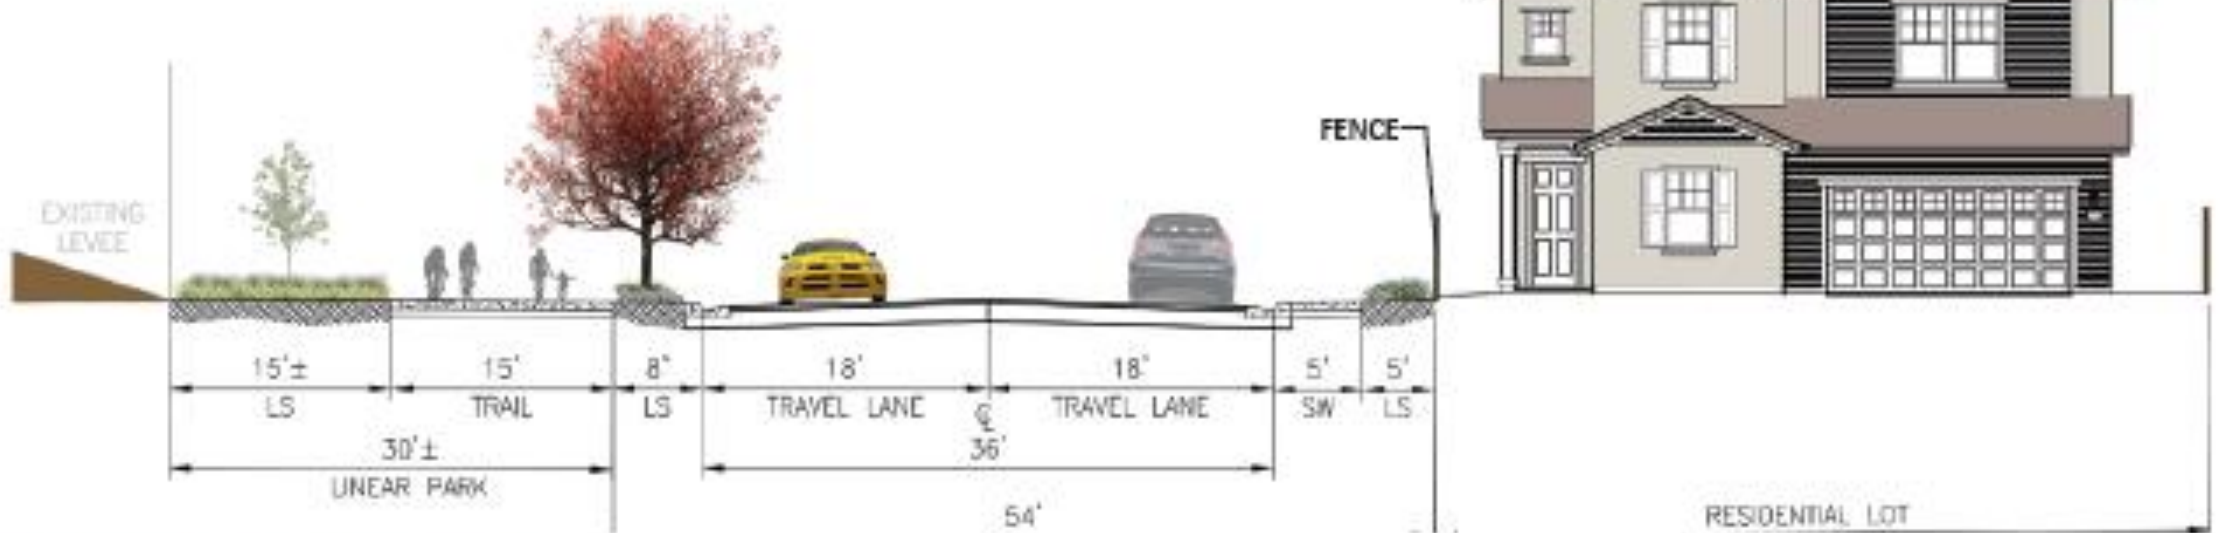 FENCE
EXISTING
LEVEE
15'± 15' 8' 18' 18' 5' 5'
LS TRAIL LS TRAVEL LANE ℄ TRAVEL LANE SW LS
30'± 36'
LINEAR PARK
54' RESIDENTIAL LOT